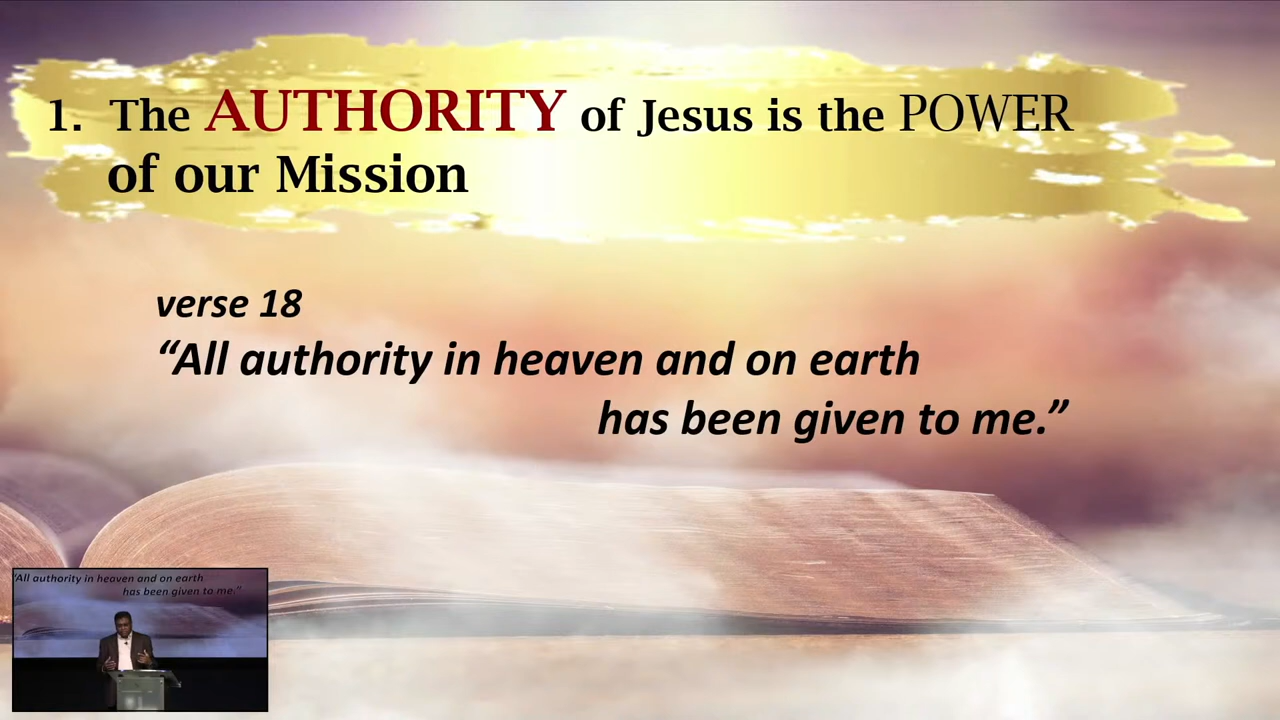 1. The AUTHORITY of Jesus is the POWER
of our Mission
verse 18
“All authority in heaven and on earth
has been given to me.”
“All authority in heaven and on earth
has been given to me.”